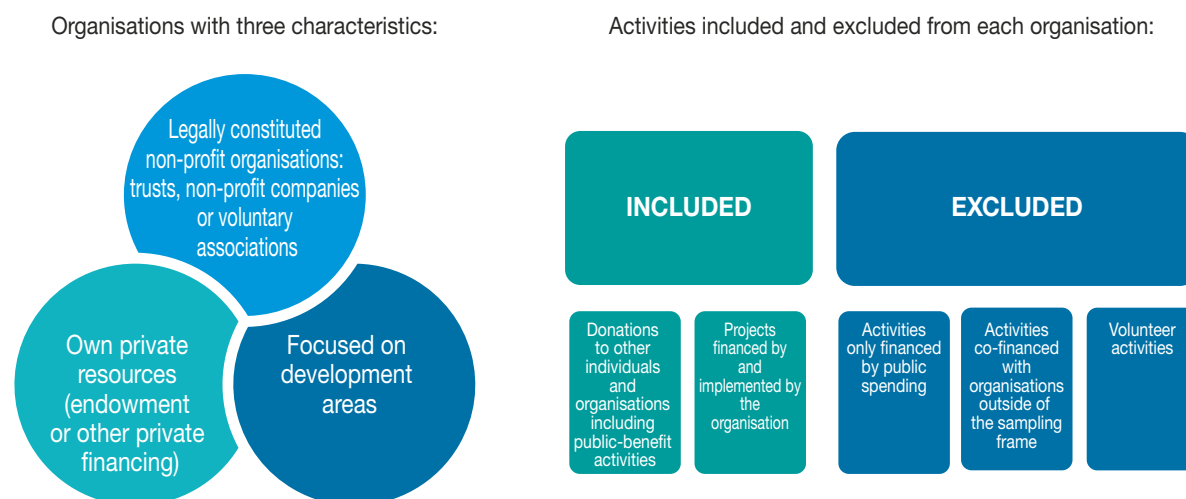 Organisations with three characteristics:
Legally constituted
non-profit organisations:
trusts, non-profit companies
or voluntary
associations
Own private
resources
(endowment
or other private
financing)
Focused on
development
areas
Activities included and excluded from each organisation:
INCLUDED
Donations
to other
individuals
and
organisations
including
public-benefit
activities
Projects
financed by
and
implemented by
the
organisation
EXCLUDED
Activities
only financed
by public
spending
Activities
co-financed
with
organisations
outside of
the sampling
frame
Volunteer
activities